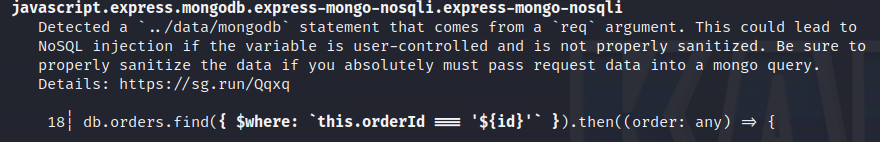 javascript.express.mongodb.express-mongo-nosqli.express-mongo-nosqli
Detected a `../data/mongodb` statement that comes from a `req` argument. This could lead to
NoSQL injection if the variable is user-controlled and is not properly sanitized. Be sure to
properly sanitize the data if you absolutely must pass request data into a mongo query.
Details: https://sg.run/Qqxq
18┆ db.orders.find({ $where: `this.orderId === '${id}'` }).then((order: any) => {